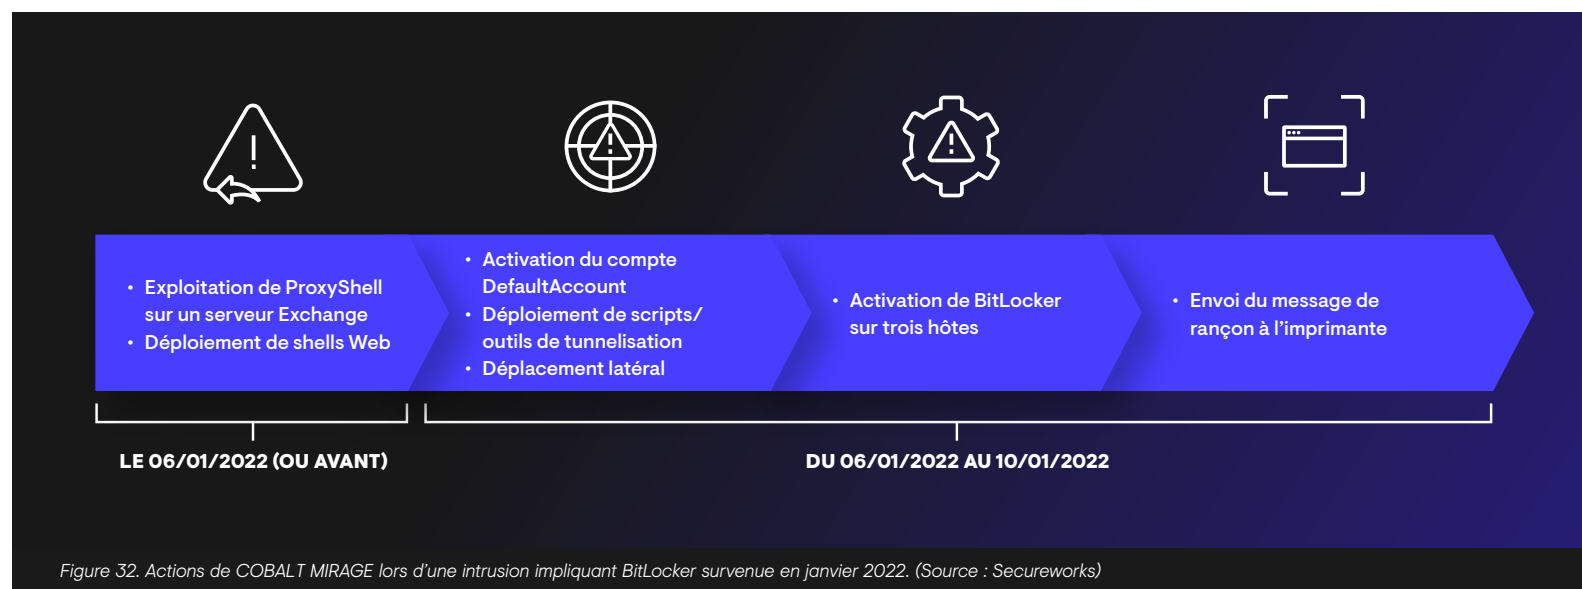 • Exploitation de ProxyShell
sur un serveur Exchange
• Déploiement de shells Web
• Activation du compte
DefaultAccount
• Déploiement de scripts/
outils de tunnelisation
• Déplacement latéral
• Activation de BitLocker
sur trois hôtes
• Envoi du message de
rançon à l’imprimante
LE 06/01/2022 (OU AVANT)
DU 06/01/2022 AU 10/01/2022
Figure 32. Actions de COBALT MIRAGE lors d’une intrusion impliquant BitLocker survenue en janvier 2022. (Source : Secureworks)